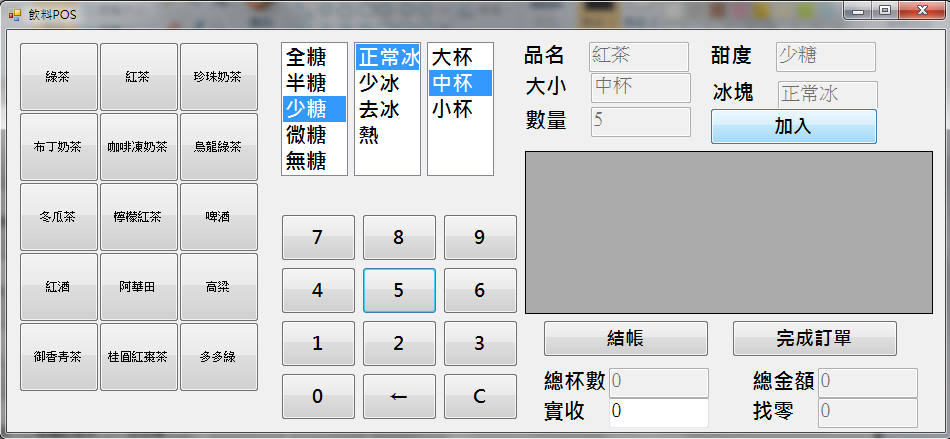 飲料POS
綠茶 紅茶 珍珠奶茶
布丁奶茶 咖啡凍奶茶 烏龍綠茶
冬瓜茶 檸檬紅茶 啤酒
紅酒 阿華田 高粱
御香青茶 桂圓紅棗茶 多多綠
全糖
半糖
少糖
微糖
無糖
正常冰
少冰
去冰
熱
大杯
中杯
小杯
7 8 9
4 5 6
1 2 3
0 ← C
品名 紅茶 甜度 少糖
大小 中杯 冰塊 正常冰
數量 5 加入
結帳 完成訂單
總杯數 0 總金額 0
實收 0 找零 0